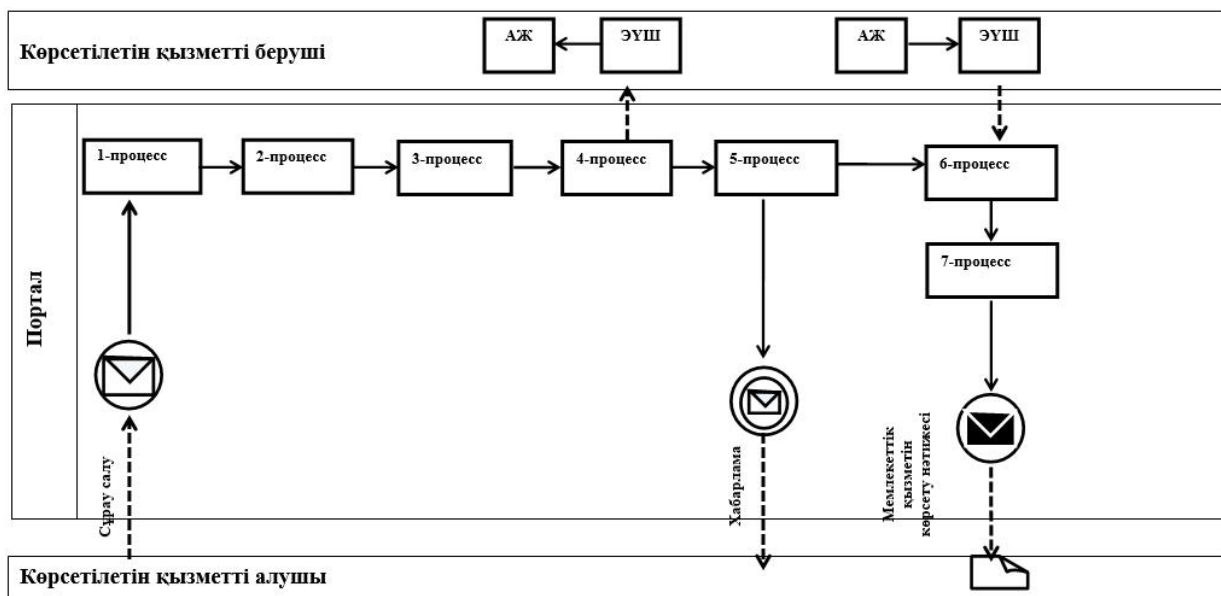 Көрсетілетін қызметті беруші
АЖ
ЭҮШ
АЖ
ЭҮШ
Портал
1-процесс
2-процесс
3-процесс
4-процесс
5-процесс
6-процесс
7-процесс
Сұрау салу
Хабарлама
Мемлекеттік
қызметін
көрсету нәтижесі
Көрсетілетін қызметті алушы